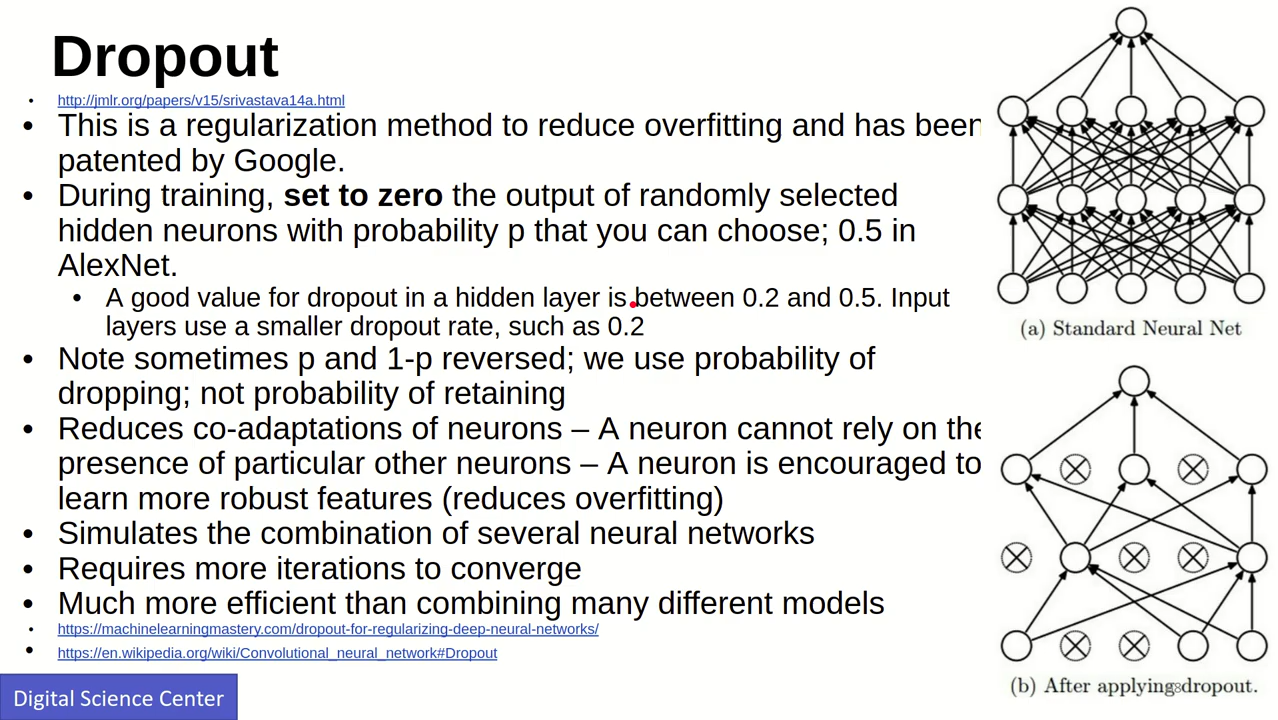 Dropout
http://jmlr.org/papers/v15/srivastava14a.html
This is a regularization method to reduce overfitting and has been
patented by Google.
During training, set to zero the output of randomly selected
hidden neurons with probability p that you can choose; 0.5 in
AlexNet.
A good value for dropout in a hidden layer is between 0.2 and 0.5. Input
layers use a smaller dropout rate, such as 0.2
Note sometimes p and 1-p reversed; we use probability of
dropping; not probability of retaining
Reduces co-adaptations of neurons – A neuron cannot rely on the
presence of particular other neurons – A neuron is encouraged to
learn more robust features (reduces overfitting)
Simulates the combination of several neural networks
Requires more iterations to converge
Much more efficient than combining many different models
https://machinelearningmastery.com/dropout-for-regularizing-deep-neural-networks/
https://en.wikipedia.org/wiki/Convolutional_neural_network#Dropout
Digital Science Center
(a) Standard Neural Net
(b) After applying dropout.
8